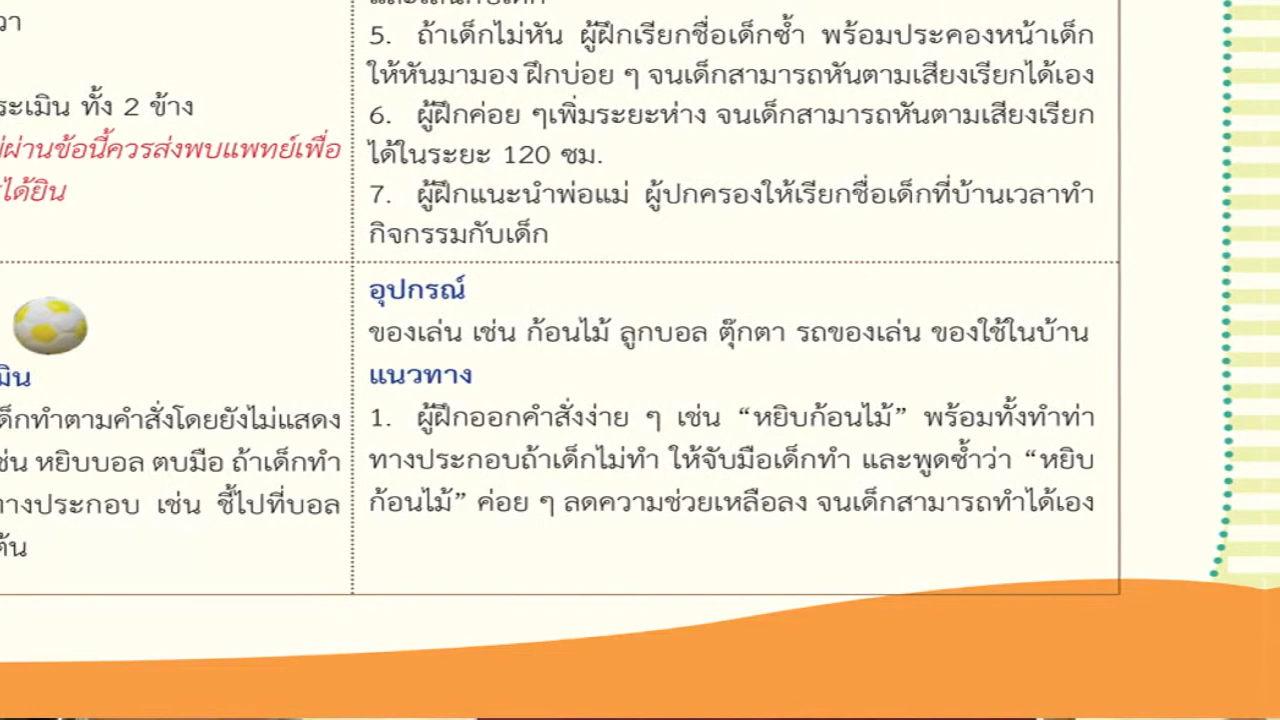 ระเมิน ทั้ง 2 ข้าง
ผ่านข้อนี้ควรส่งพบแพทย์เพื่อ
ได้ยิน
5. ถ้าเด็กไม่หัน ผู้ฝึกเรียกชื่อเด็กซ้ำ พร้อมประคองหน้าเด็ก
ให้หันมามอง ฝึกบ่อย ๆ จนเด็กสามารถหันตามเสียงเรียกได้เอง
6. ผู้ฝึกค่อย ๆเพิ่มระยะห่าง จนเด็กสามารถหันตามเสียงเรียก
ได้ในระยะ 120 ซม.
7. ผู้ฝึกแนะนำพ่อแม่ ผู้ปกครองให้เรียกชื่อเด็กที่บ้านเวลาทำ
กิจกรรมกับเด็ก
มิน
ด็กทำตามคำสั่งโดยยังไม่แสดง
ช่น หยิบบอล ตบมือ ถ้าเด็กทำ
ทางประกอบ เช่น ชี้ไปที่บอล
ต้น
อุปกรณ์
ของเล่น เช่น ก้อนไม้ ลูกบอล ตุ๊กตา รถของเล่น ของใช้ในบ้าน
แนวทาง
1. ผู้ฝึกออกคำสั่งง่าย ๆ เช่น “หยิบก้อนไม้” พร้อมทั้งทำท่า
ทางประกอบถ้าเด็กไม่ทำ ให้จับมือเด็กทำ และพูดซ้ำว่า “หยิบ
ก้อนไม้” ค่อย ๆ ลดความช่วยเหลือลง จนเด็กสามารถทำได้เอง